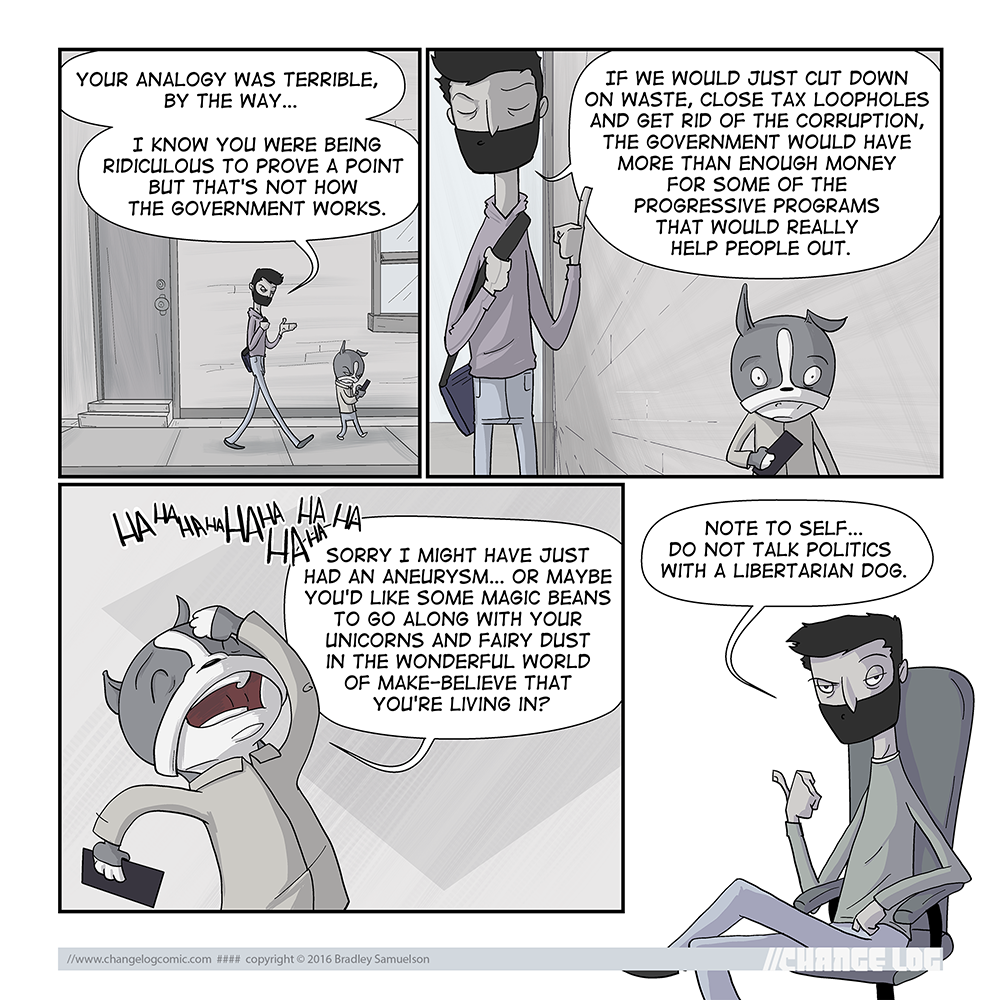 YOUR ANALOGY WAS TERRIBLE,
BY THE WAY...
I KNOW YOU WERE BEING
RIDICULOUS TO PROVE A POINT
BUT THAT'S NOT HOW
THE GOVERNMENT WORKS.
IF WE WOULD JUST CUT DOWN
ON WASTE, CLOSE TAX LOOPHOLES
AND GET RID OF THE CORRUPTION,
THE GOVERNMENT WOULD HAVE
MORE THAN ENOUGH MONEY
FOR SOME OF THE
PROGRESSIVE PROGRAMS
THAT WOULD REALLY
HELP PEOPLE OUT.
HA HA HA HA HA HA HA HA
HA HA
SORRY I MIGHT HAVE JUST
HAD AN ANEURYSM... OR MAYBE
YOU'D LIKE SOME MAGIC BEANS
TO GO ALONG WITH YOUR
UNICORNS AND FAIRY DUST
IN THE WONDERFUL WORLD
OF MAKE-BELIEVE THAT
YOU'RE LIVING IN?
NOTE TO SELF...
DO NOT TALK POLITICS
WITH A LIBERTARIAN DOG.
//www.changelogcomic.com #### copyright © 2016 Bradley Samuelson
//CHANGE LOG